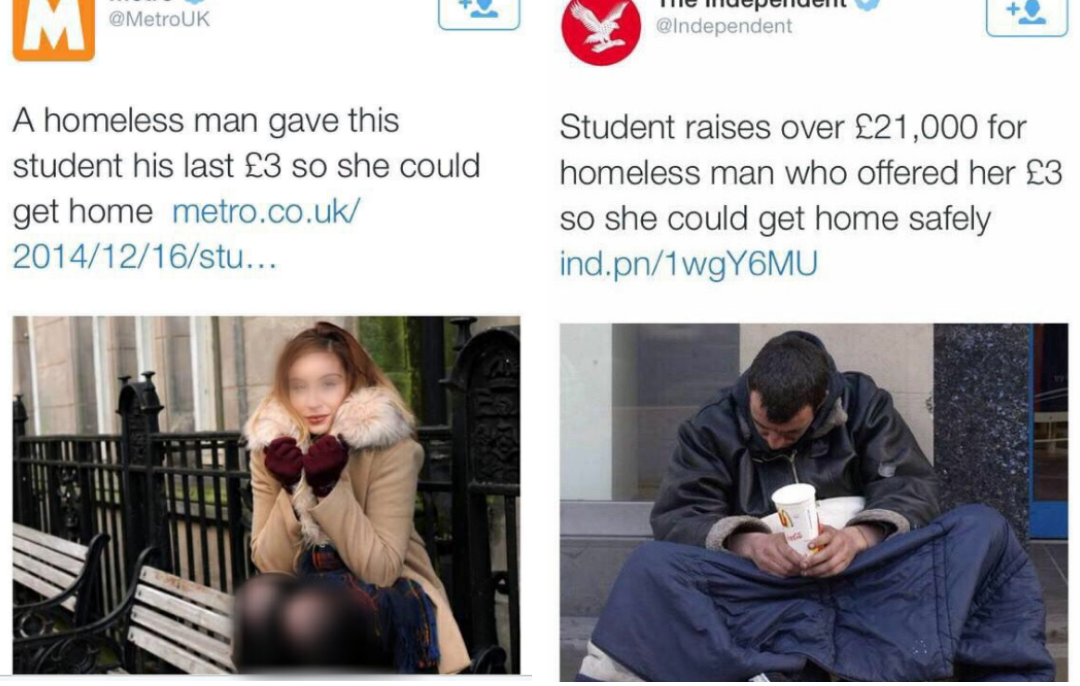 @MetroUK
A homeless man gave this
student his last £3 so she could
get home metro.co.uk/
2014/12/16/stu...
The Independent
@Independent
Student raises over £21,000 for
homeless man who offered her £3
so she could get home safely
ind.pn/1wgY6MU